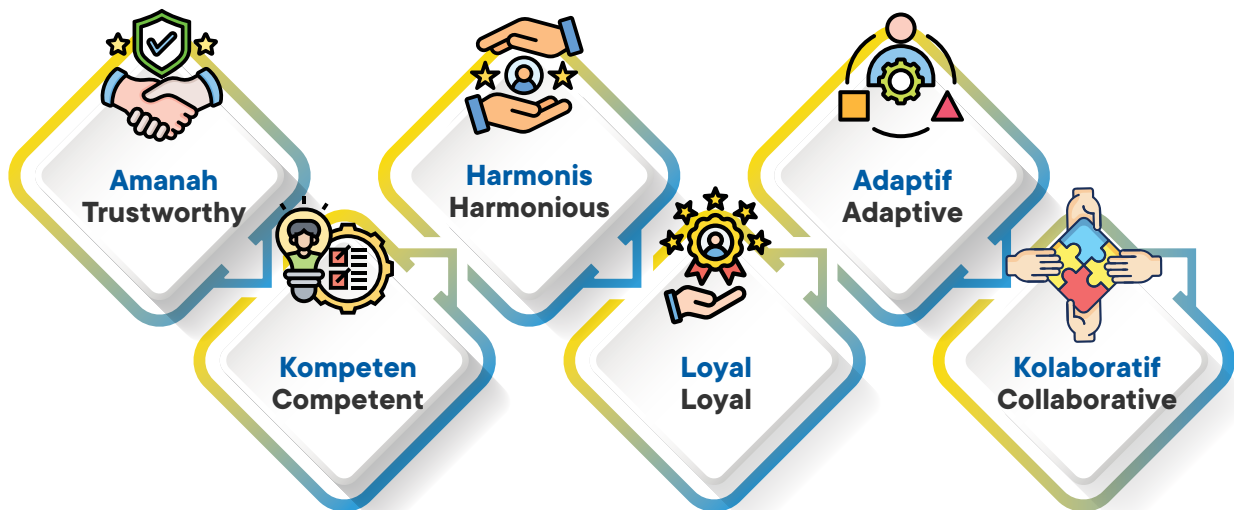 Amanah
Trustworthy
Kompeten
Competent
Harmonis
Harmonious
Loyal
Loyal
Adaptif
Adaptive
Kolaboratif
Collaborative